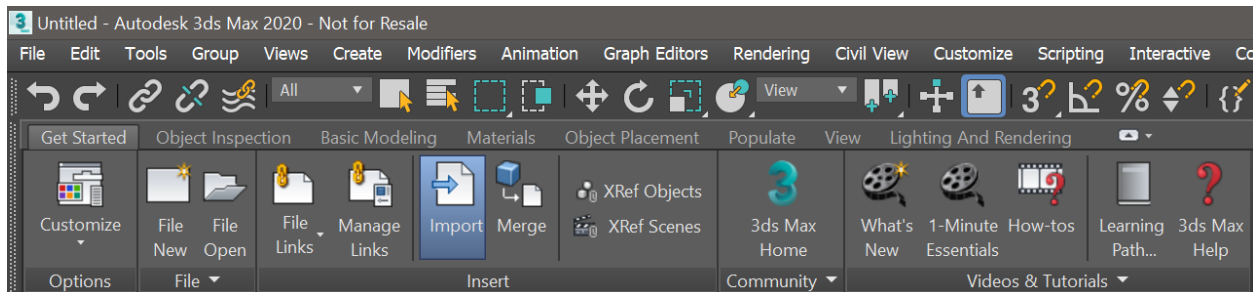 Untitled - Autodesk 3ds Max 2020 - Not for Resale
File Edit Tools Group Views Create Modifiers Animation Graph Editors Rendering Civil View Customize Scripting Interactive Co
All View
Get Started Object Inspection Basic Modeling Materials Object Placement Populate View Lighting And Rendering
Customize
File New
File Open
File Links
Manage Links
Import
Merge
XRef Objects
XRef Scenes
3ds Max Home
What's New
1-Minute Essentials
How-tos
Learning Path...
3ds Max Help
Options File Insert Community Videos & Tutorials